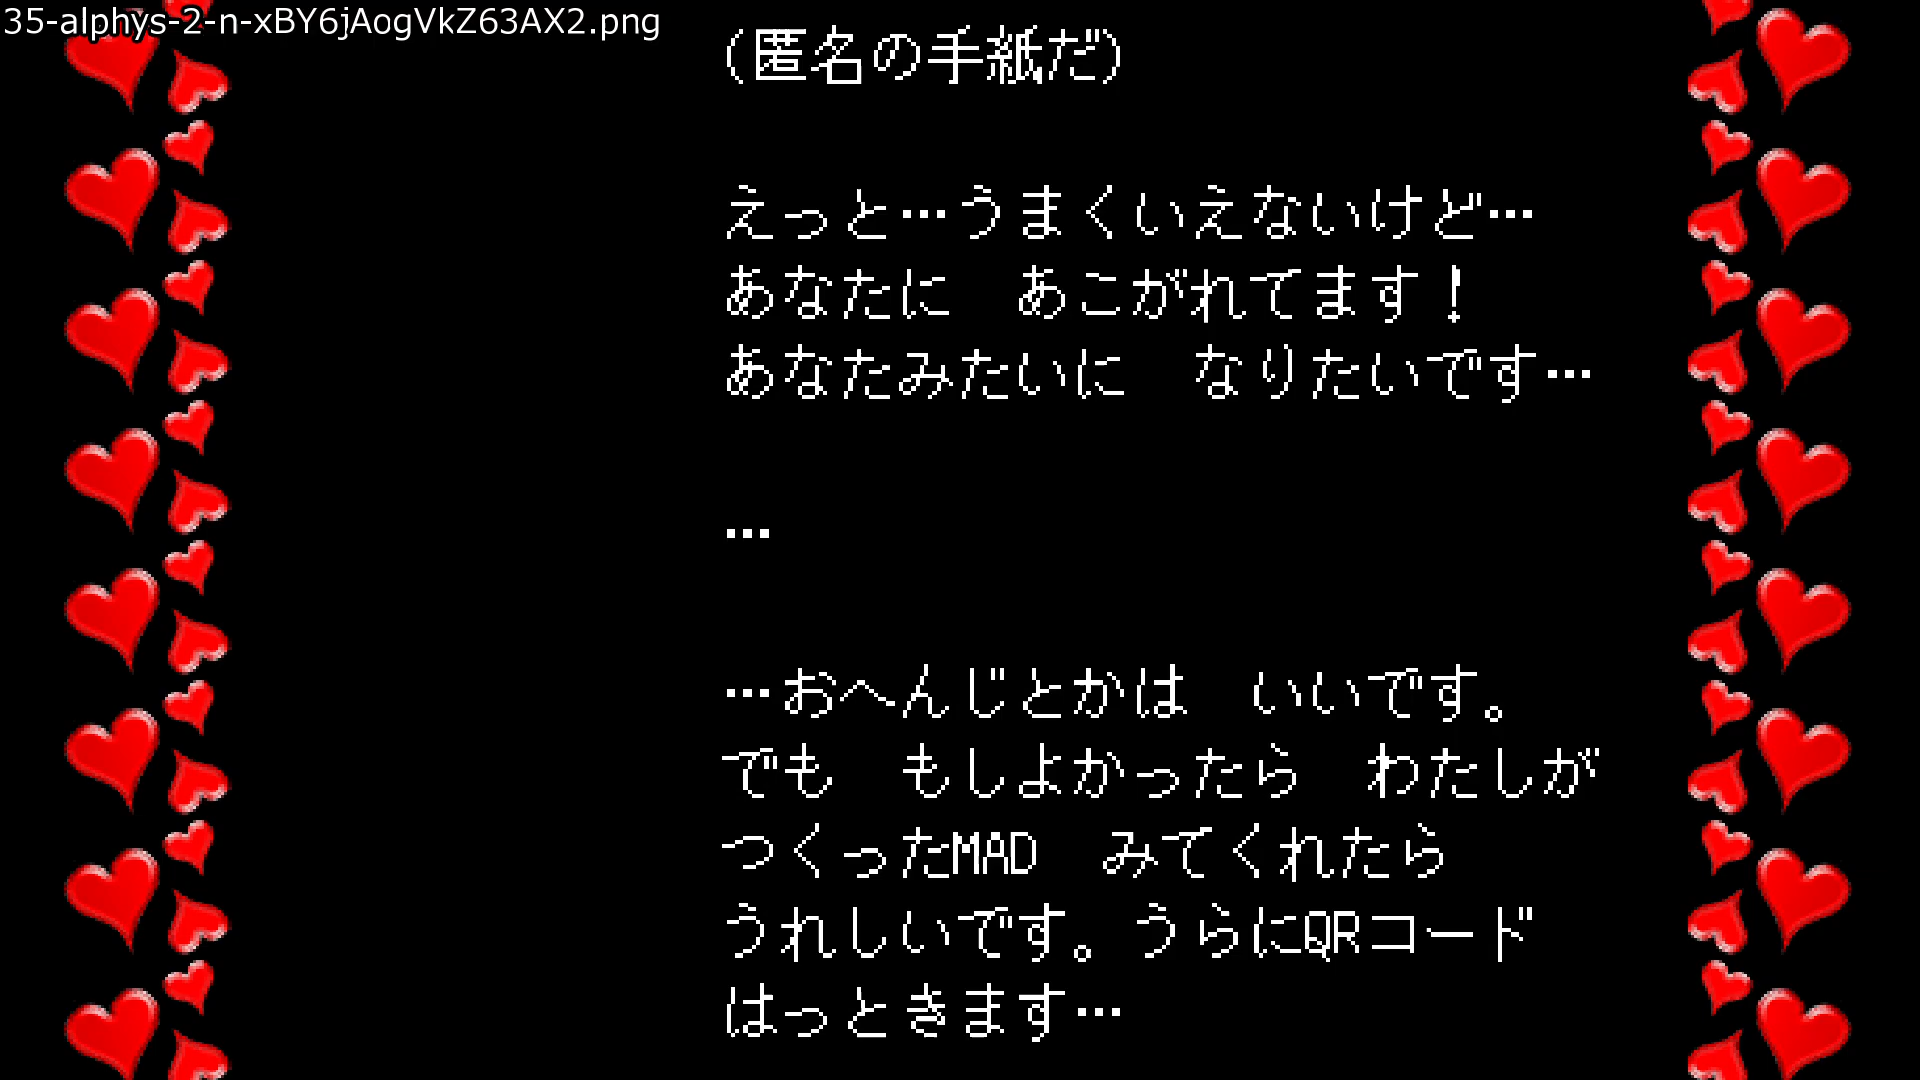 35-alphys-2-n-xBY6jAogVkZ63AX2.png
(匿名の手紙だ)
えっと…うまくいえないけど…
あなたに　あこがれてます!
あなたみたいに　なりたいです…
…
…おへんじとかは　いいです。
でも　もしよかったら　わたしが
つくったMAD　みてくれたら
うれしいです。うらにQRコード
はっときます…